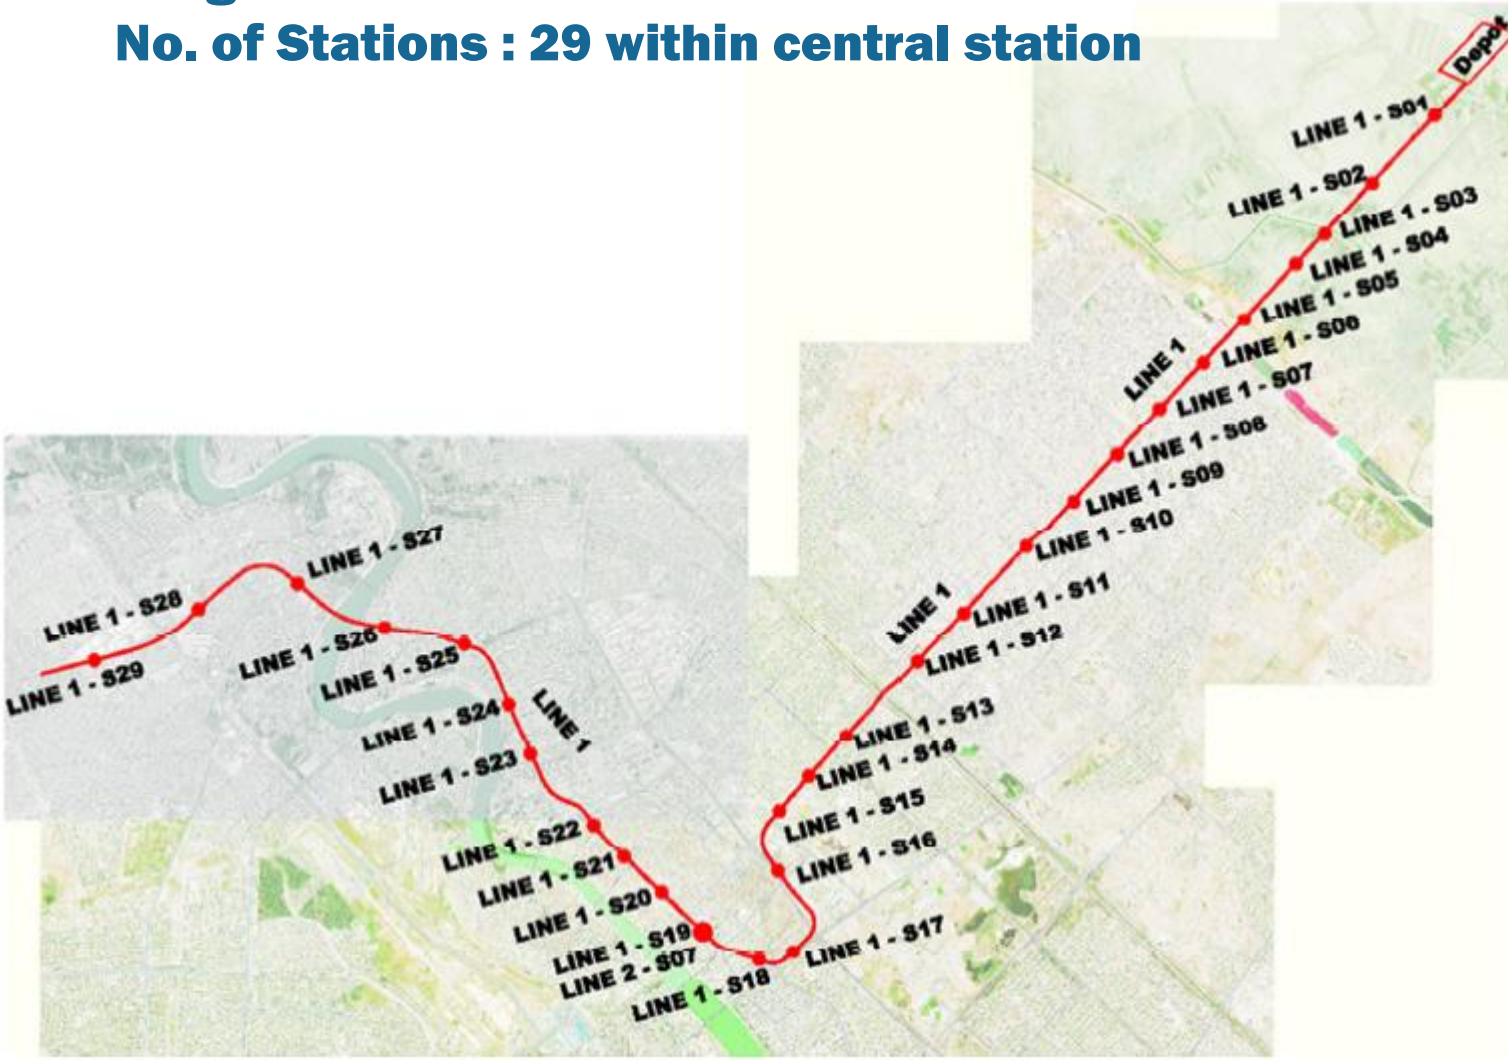 No. of Stations : 29 within central station
Depot
LINE 1 - S01
LINE 1 - S02
LINE 1 - S03
LINE 1 - S04
LINE 1 - S05
LINE 1 - S06
LINE 1
LINE 1 - S07
LINE 1 - S08
LINE 1 - S09
LINE 1 - S10
LINE 1 - S11
LINE 1
LINE 1 - S12
LINE 1 - S13
LINE 1 - S14
LINE 1 - S15
LINE 1 - S16
LINE 1 - S17
LINE 1 - S18
LINE 1 - S19
LINE 2 - S07
LINE 1 - S20
LINE 1 - S21
LINE 1 - S22
LINE 1 - S23
LINE 1
LINE 1 - S24
LINE 1 - S25
LINE 1 - S26
LINE 1 - S27
LINE 1 - S28
LINE 1 - S29